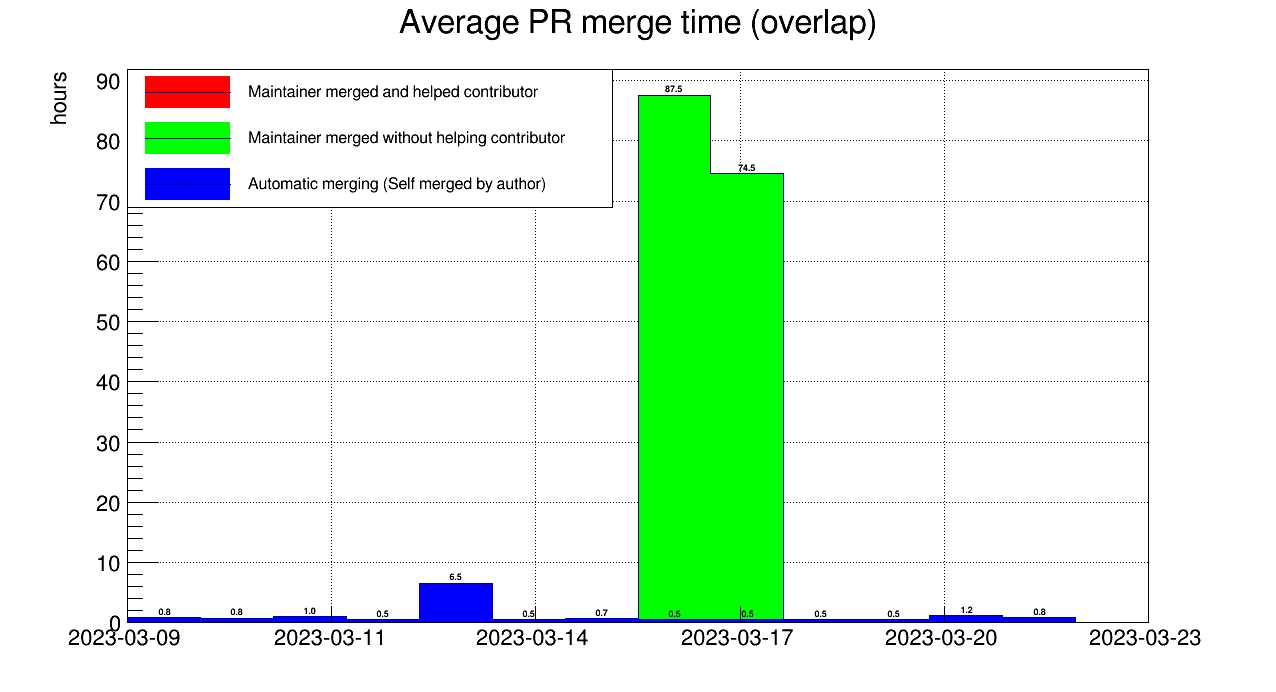 Average PR merge time (overlap)
hours
90
80
70
60
50
40
30
20
10
0
Maintainer merged and helped contributor
Maintainer merged without helping contributor
Automatic merging (Self merged by author)
87.5
74.5
6.5
0.8 0.8 1.0 0.5 0.5 0.7 0.5 0.5 0.5 0.5 1.2 0.8
2023-03-09 2023-03-11 2023-03-14 2023-03-17 2023-03-20 2023-03-23